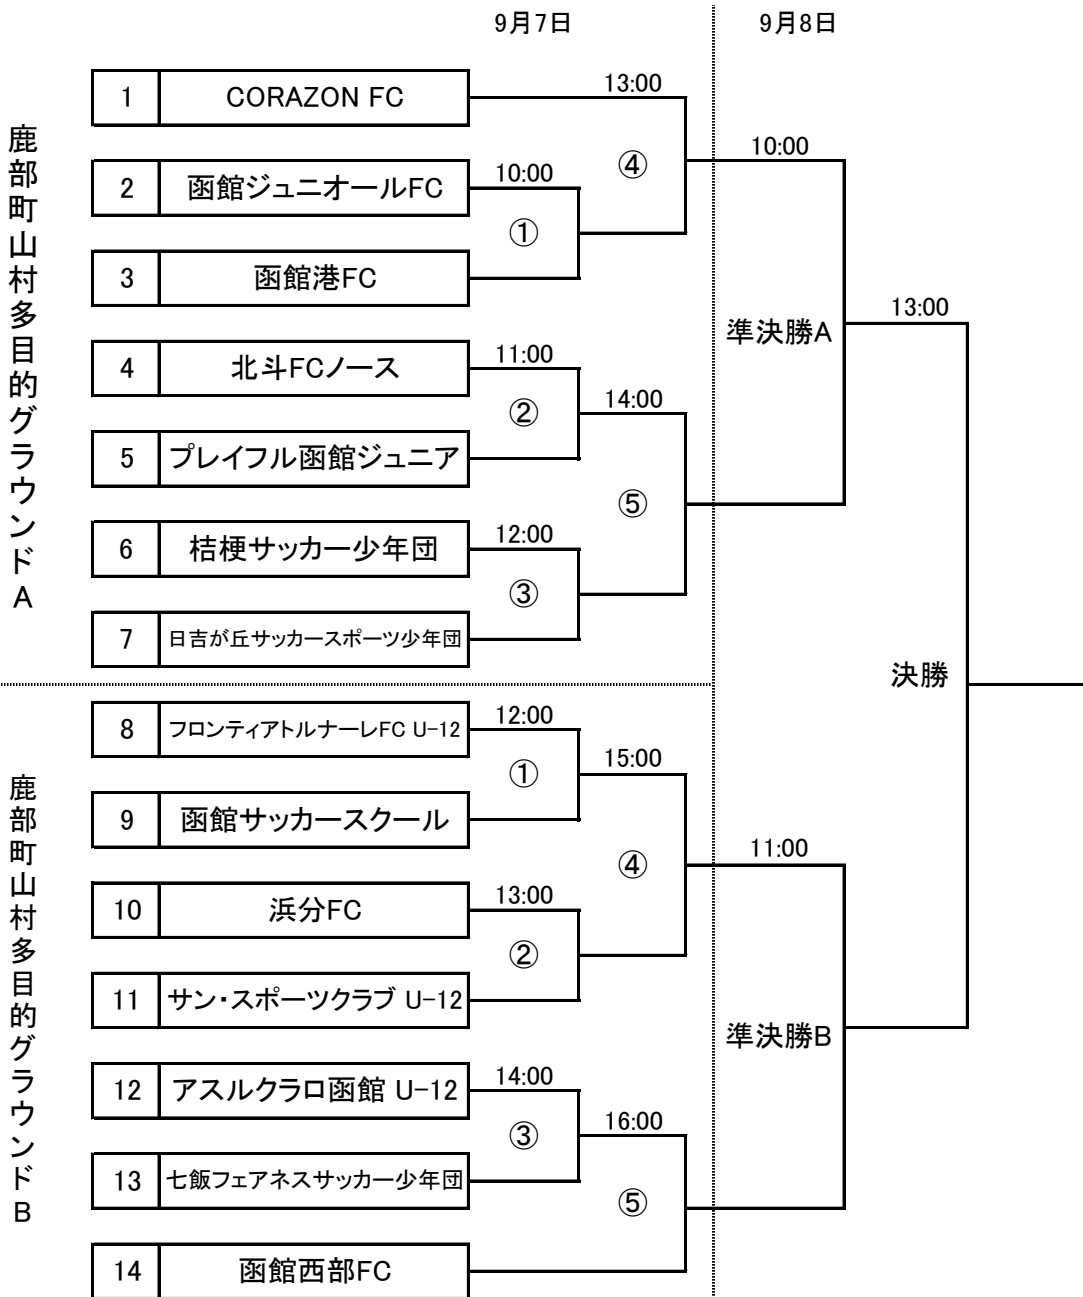 9月7日
9月8日
鹿部町山村多目的グラウンドA
1 CORAZON FC
13:00
④
10:00
2 函館ジュニオールFC
10:00
①
3 函館港FC
準決勝A
13:00
4 北斗FCノース
11:00
②
14:00
5 プレイフル函館ジュニア
⑤
6 桔梗サッカー少年団
12:00
③
7 日吉が丘サッカースポーツ少年団
決勝
鹿部町山村多目的グラウンドB
8 フロンティアトルナーレFC U-12
12:00
①
15:00
9 函館サッカースクール
④
11:00
10 浜分FC
13:00
②
11 サン・スポーツクラブ U-12
準決勝B
12 アスルクラロ函館 U-12
14:00
③
16:00
13 七飯フェアネスサッカー少年団
⑤
14 函館西部FC